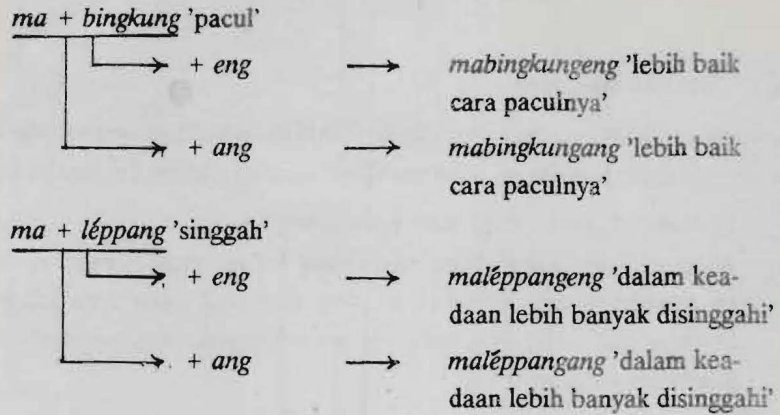 ma + bingkung 'pacul'
+ eng → mabingkungeng 'lebih baik
cara paculnya'
+ ang → mabingkungang 'lebih baik
cara paculnya'
ma + léppang 'singgah'
+ eng → maléppangeng 'dalam kea-
daan lebih banyak disinggahi'
+ ang → maléppangang 'dalam kea-
daan lebih banyak disinggahi'